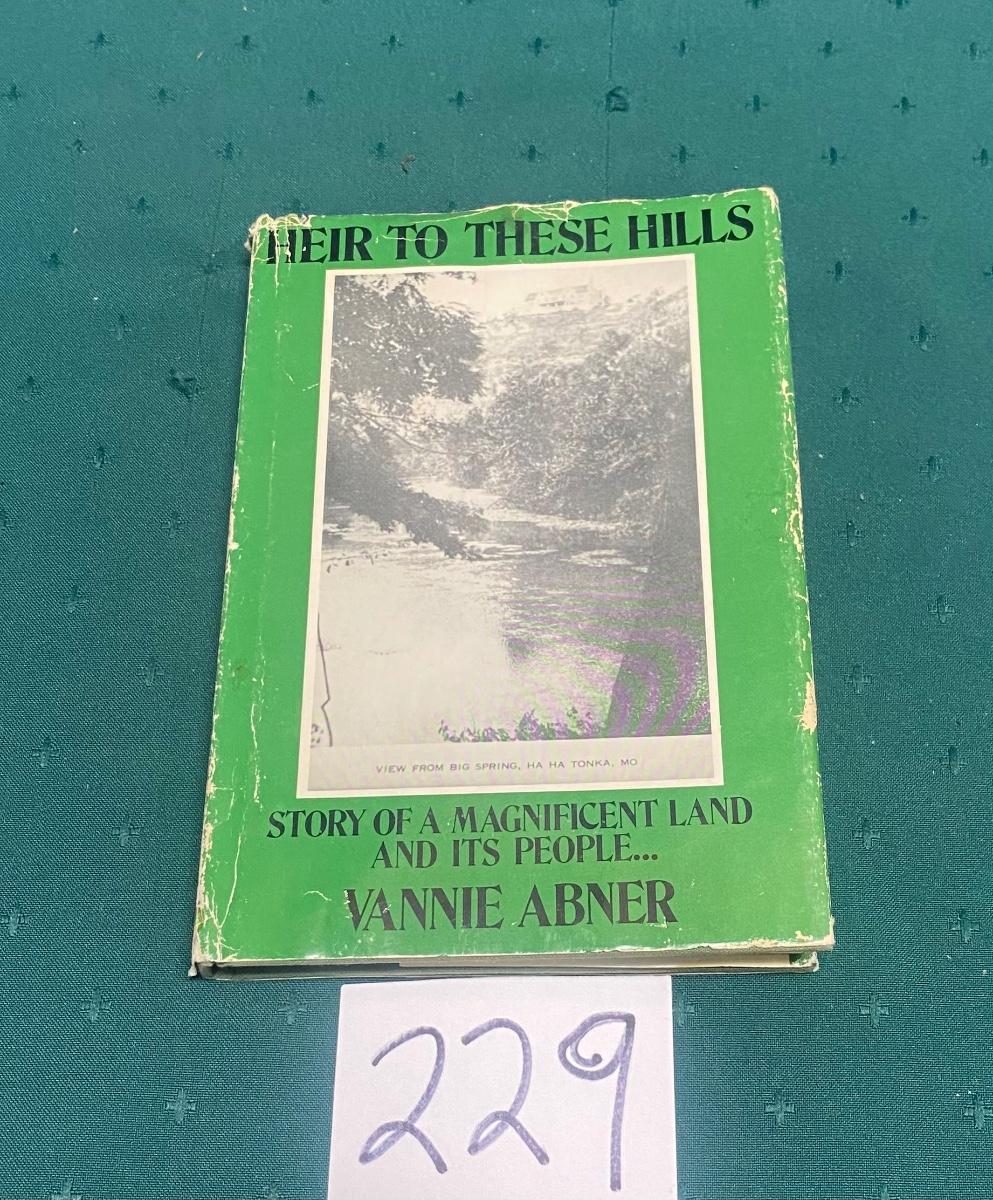 HEIR TO THESE HILLS
VIEW FROM BIG SPRING, HA HA TONKA, MO
STORY OF A MAGNIFICENT LAND
AND ITS PEOPLE...
VANNIE ABNER
229